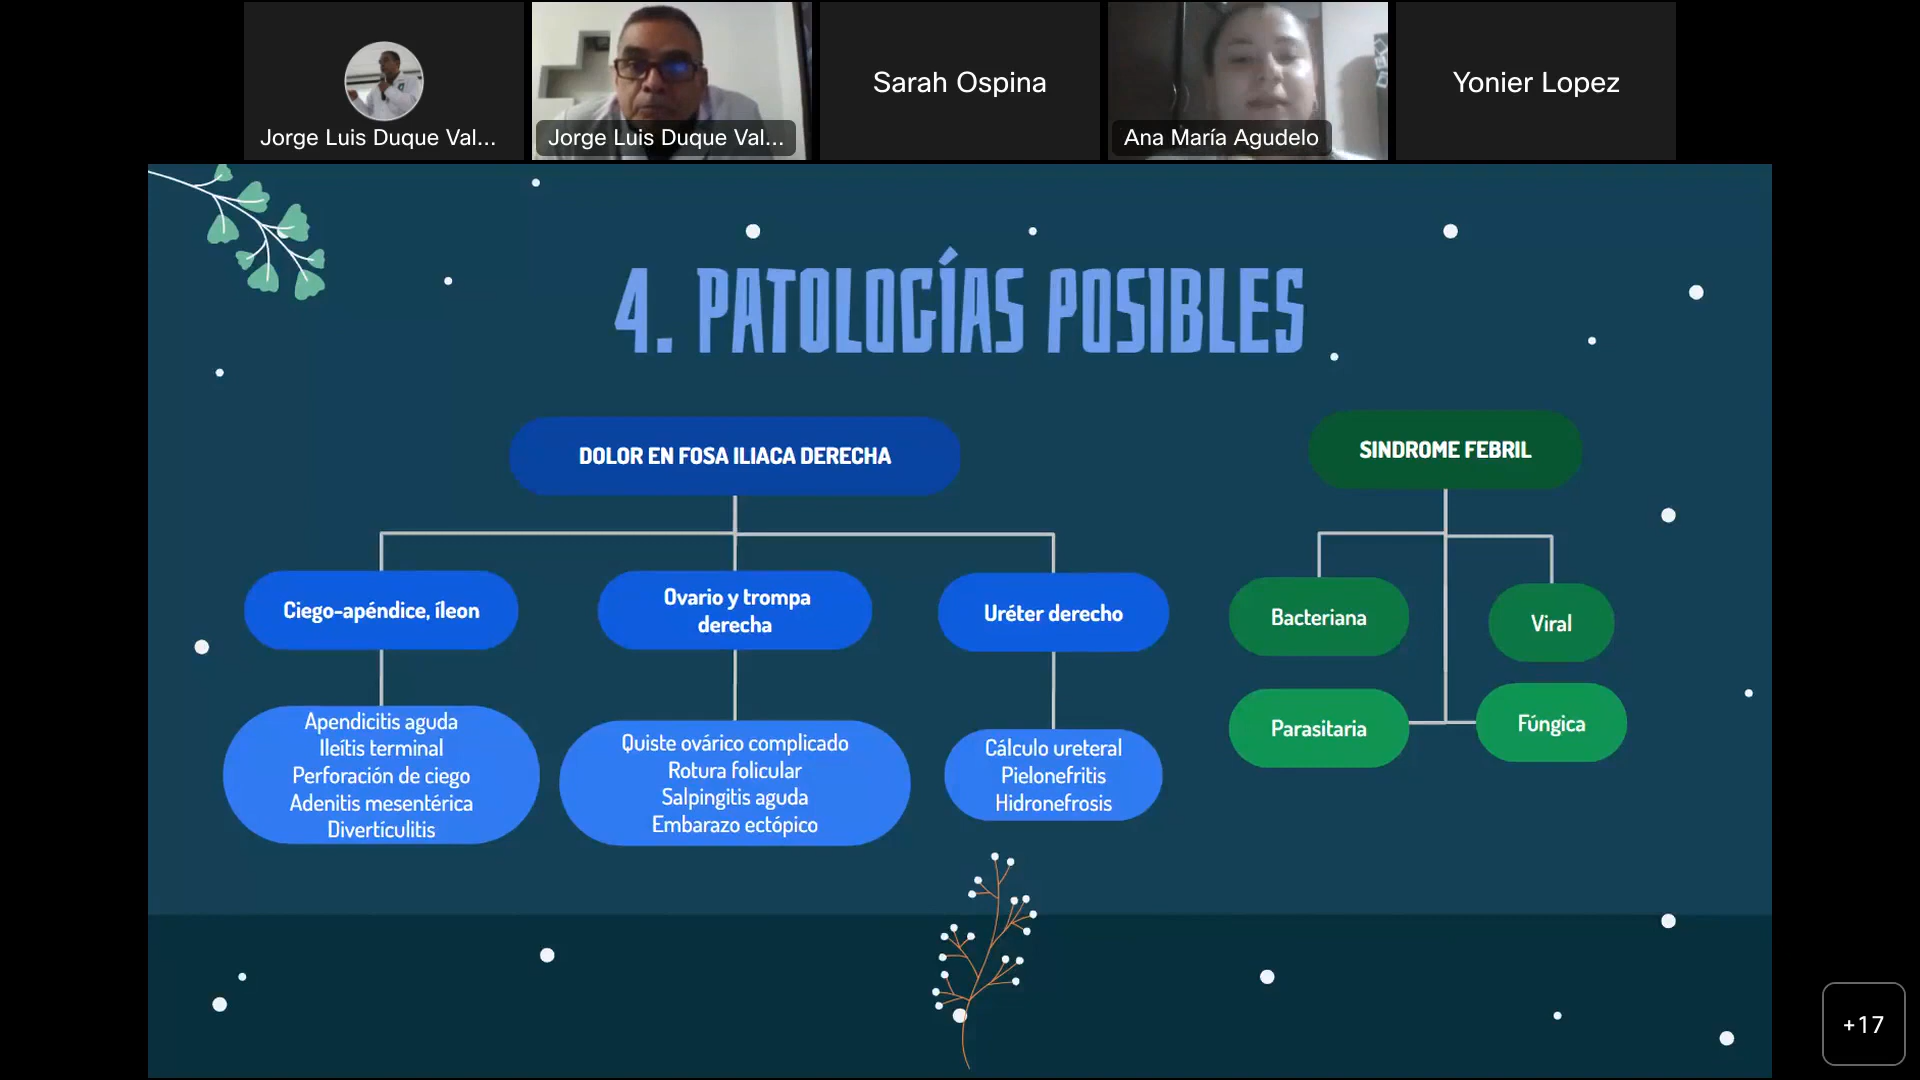 Jorge Luis Duque Val...
Jorge Luis Duque Val...
Sarah Ospina
Ana María Agudelo
Yonier Lopez
4. PATOLOGÍAS POSIBLES
DOLOR EN FOSA ILIACA DERECHA
Ciego-apéndice, íleon
Apendicitis aguda
Ileítis terminal
Perforación de ciego
Adenitis mesentérica
Divertículitis
Ovario y trompa
derecha
Quiste ovárico complicado
Rotura folicular
Salpingitis aguda
Embarazo ectópico
Uréter derecho
Cálculo ureteral
Pielonefritis
Hidronefrosis
SINDROME FEBRIL
Bacteriana
Viral
Parasitaria
Fúngica
+17